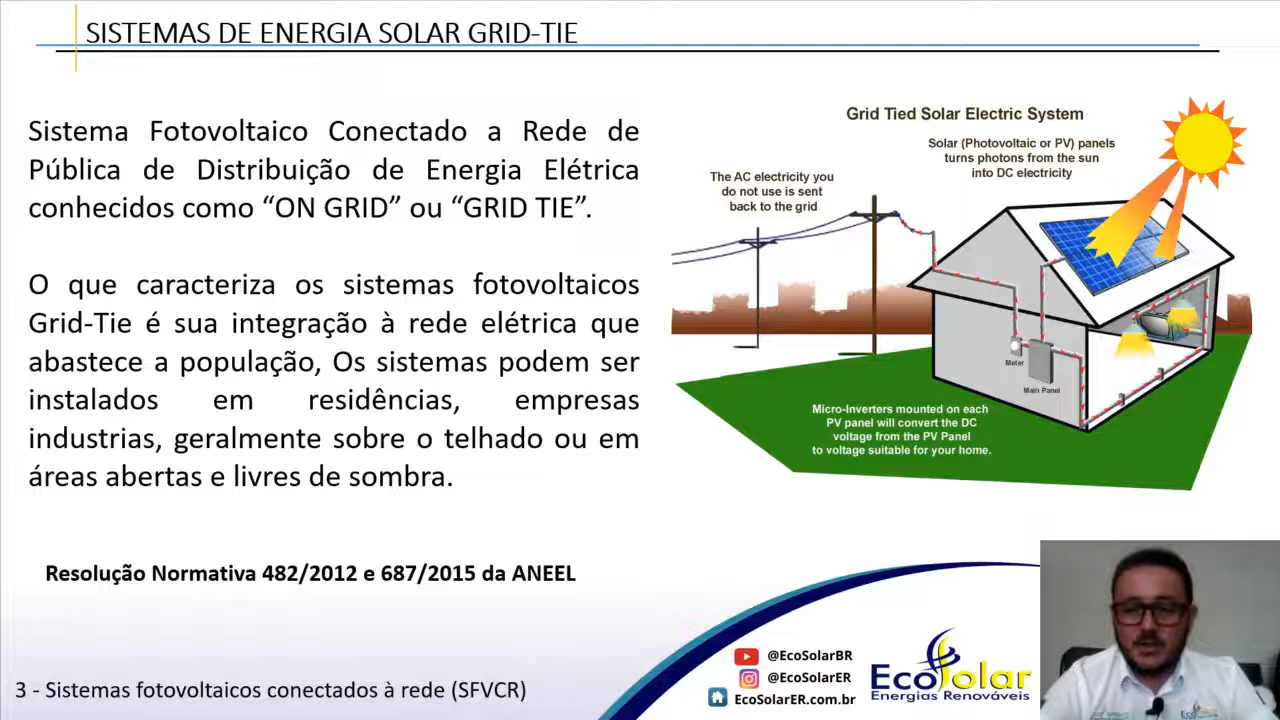 SISTEMAS DE ENERGIA SOLAR GRID-TIE
Sistema Fotovoltaico Conectado a Rede de
Pública de Distribuição de Energia Elétrica
conhecidos como “ON GRID” ou “GRID TIE”.
O que caracteriza os sistemas fotovoltaicos
Grid-Tie é sua integração à rede elétrica que
abastece a população, Os sistemas podem ser
instalados em residências, empresas
industrias, geralmente sobre o telhado ou em
áreas abertas e livres de sombra.
Resolução Normativa 482/2012 e 687/2015 da ANEEL
Grid Tied Solar Electric System
Solar (Photovoltaic or PV) panels
turns photons from the sun
into DC electricity
The AC electricity you
do not use is sent
back to the grid
Meter
Main Panel
Micro-Inverters mounted on each
PV panel will convert the DC
voltage from the PV Panel
to voltage suitable for your home.
@EcoSolarBR
@EcoSolarER
EcoSolarER.com.br
EcoSolar
Energias Renováveis
3 - Sistemas fotovoltaicos conectados à rede (SFVCR)